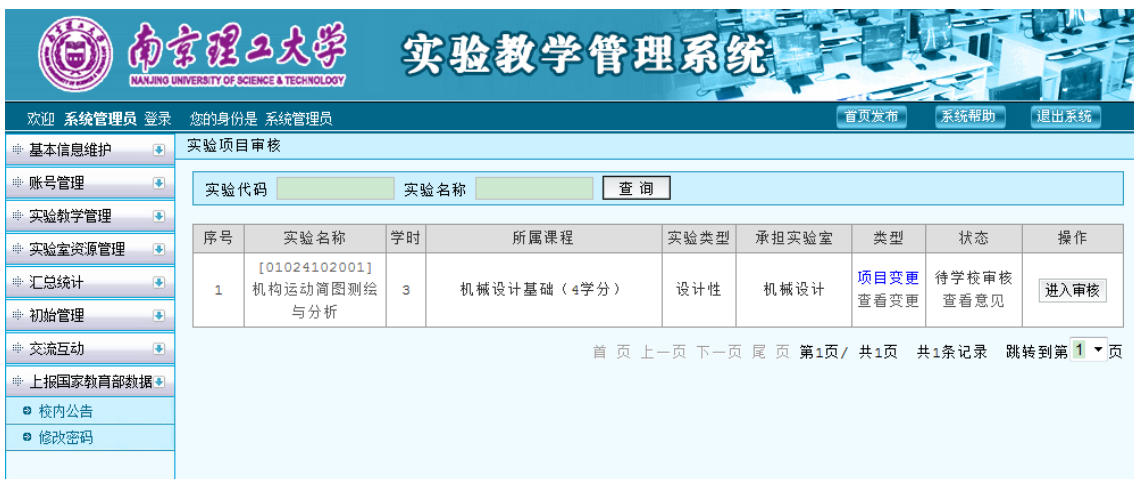 南京理工大学
NANJING UNIVERSITY OF SCIENCE & TECHNOLOGY
实验教学管理系统
欢迎 系统管理员 登录 您的身份是 系统管理员 首页发布 系统帮助 退出系统
基本信息维护
账号管理
实验教学管理
实验室资源管理
汇总统计
初始管理
交流互动
上报国家教育部数据
校内公告
修改密码
实验项目审核
实验代码 实验名称 查 询
序号 实验名称 学时 所属课程 实验类型 承担实验室 类型 状态 操作
1 [01024102001] 机构运动简图测绘与分析 3 机械设计基础（4学分） 设计性 机械设计 项目变更 查看变更 待学校审核 查看意见 进入审核
首 页 上一页 下一页 尾 页 第1页/ 共1页 共1条记录 跳转到第 1 页